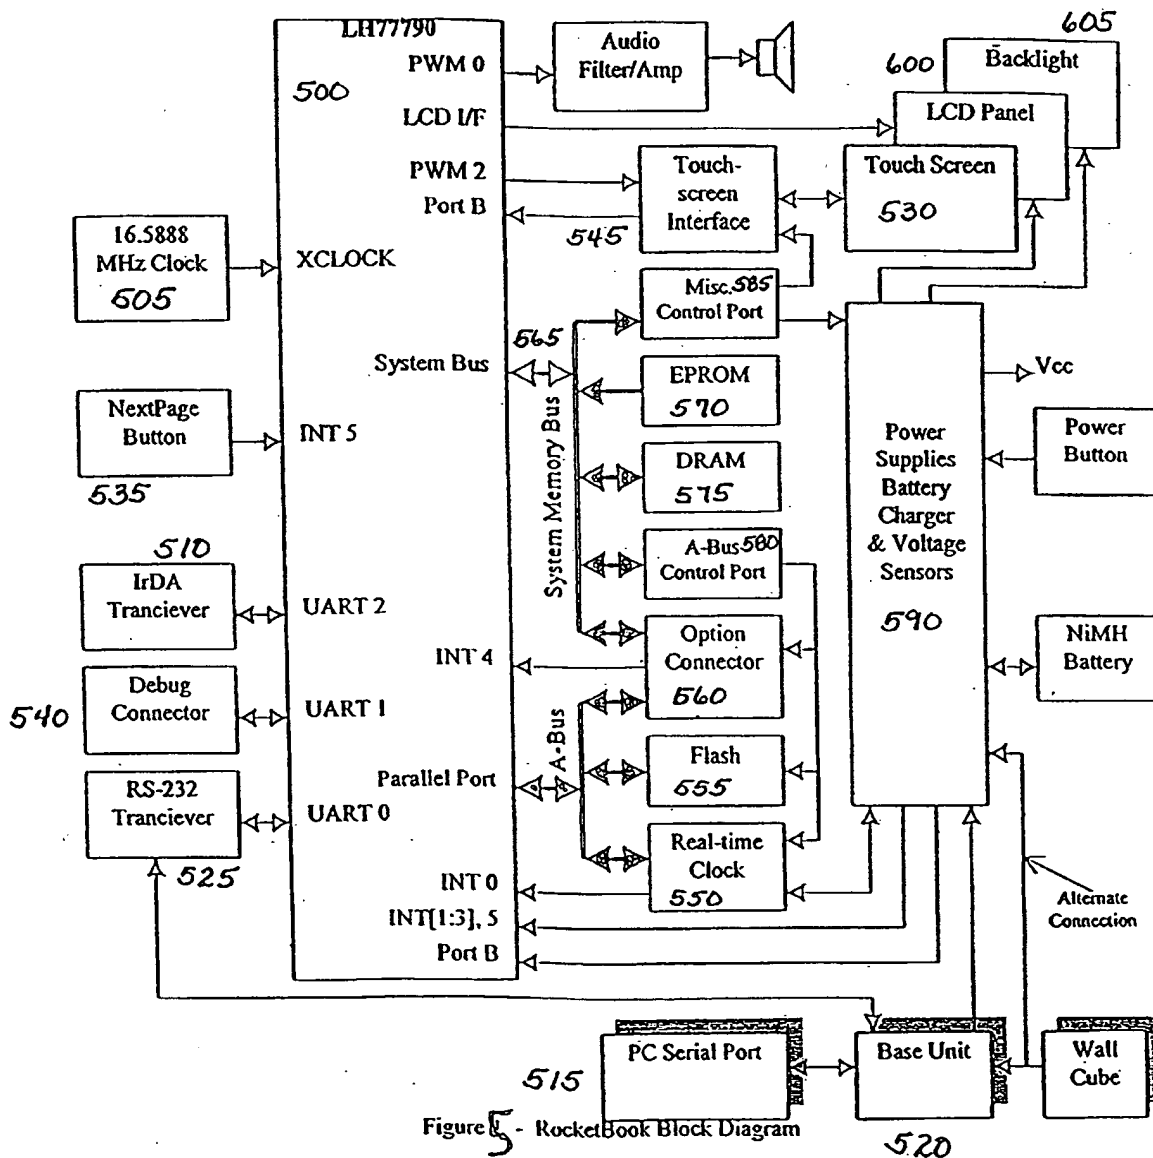 LH77790
500
PWM 0
LCD I/F
PWM 2
Port B
XCLOCK
System Bus
INT 5
UART 2
INT 4
UART 1
Parallel Port
UART 0
INT 0
INT[1:3], 5
Port B
Audio
Filter/Amp
605
600
Backlight
LCD Panel
Touch Screen
530
Touch-
screen
Interface
545
16.5888
MHz Clock
505
Misc. 585
Control Port
565
EPROM
570
NextPage
Button
535
DRAM
575
System Memory Bus
A-Bus 580
Control Port
510
IrDA
Tranciever
Option
Connector
560
Debug
Connector
540
A-Bus
Flash
555
RS-232
Tranciever
525
Real-time
Clock
550
Power
Supplies
Battery
Charger
& Voltage
Sensors
590
Vcc
Power
Button
NiMH
Battery
Alternate
Connection
PC Serial Port
515
Base Unit
520
Wall
Cube
Figure 5 - RocketBook Block Diagram